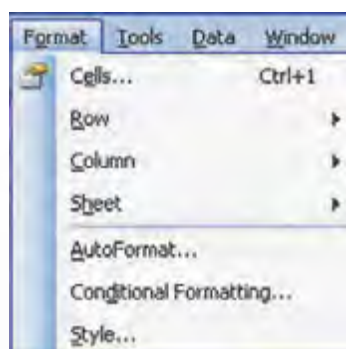 Format Tools Data Window
Cells... Ctrl+1
Row
Column
Sheet
AutoFormat...
Conditional Formatting...
Style...